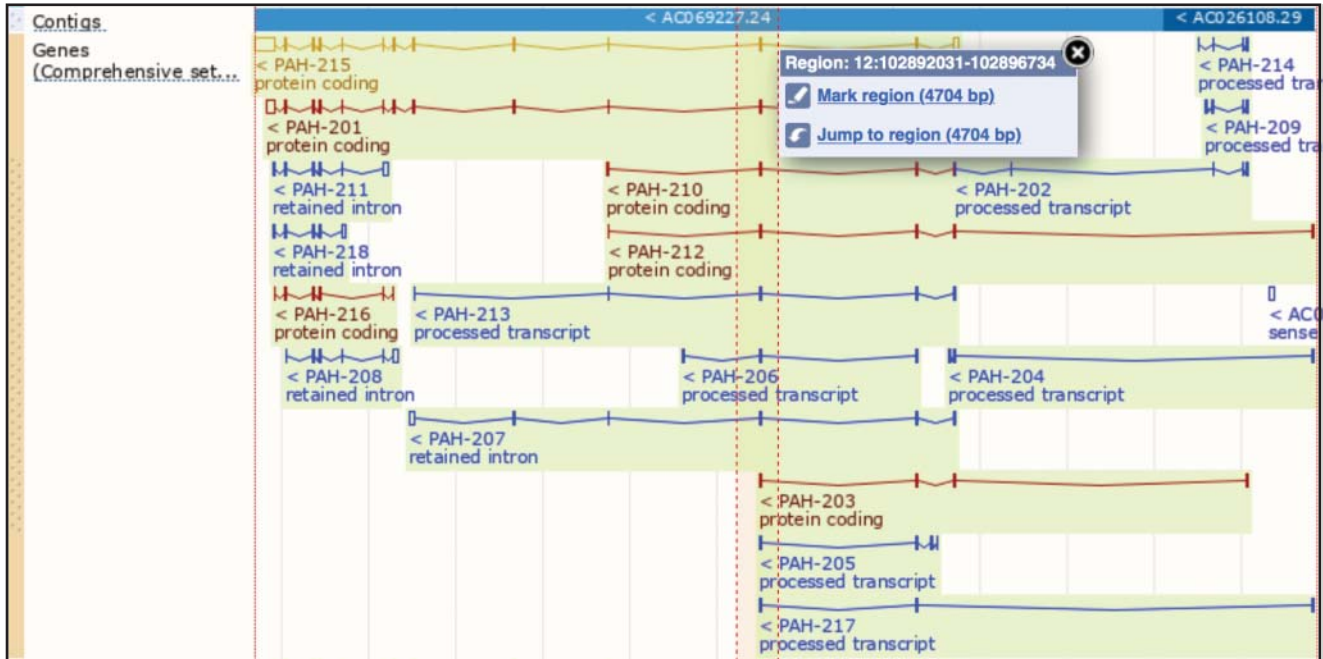 Contigs
< AC069227.24
< AC026108.29
Genes
(Comprehensive set...
< PAH-215
protein coding
Region: 12:102892031-102896734
Mark region (4704 bp)
Jump to region (4704 bp)
< PAH-214
processed tra
< PAH-201
protein coding
< PAH-209
processed tra
< PAH-211
retained intron
< PAH-210
protein coding
< PAH-202
processed transcript
< PAH-218
retained intron
< PAH-212
protein coding
< PAH-216
protein coding
< PAH-213
processed transcript
< AC0
sense
< PAH-208
retained intron
< PAH-206
processed transcript
< PAH-204
processed transcript
< PAH-207
retained intron
< PAH-203
protein coding
< PAH-205
processed transcript
< PAH-217
processed transcript